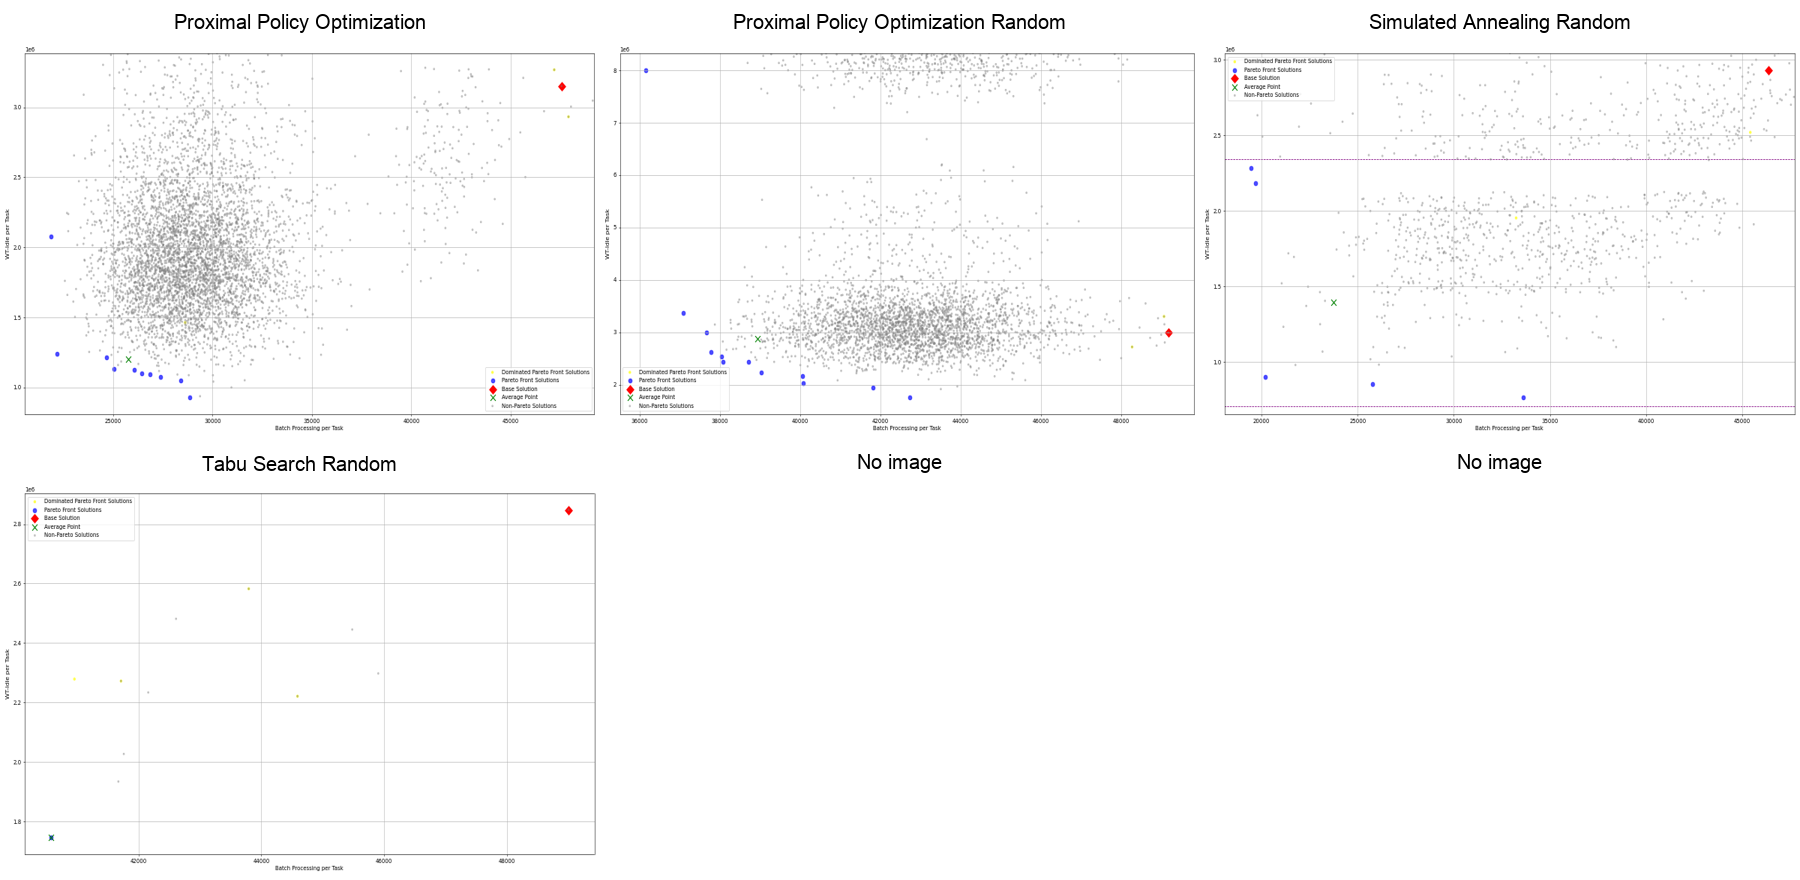 Proximal Policy Optimization
Proximal Policy Optimization Random
Simulated Annealing Random
1e6
3.0
2.5
2.0
1.5
1.0
WT-Idle per Task
25000
30000
35000
40000
45000
Batch Processing per Task
Dominated Pareto Front Solutions
Pareto Front Solutions
Base Solution
Average Point
Non-Pareto Solutions
1e6
8
7
6
5
4
3
2
WT-Idle per Task
Dominated Pareto Front Solutions
Pareto Front Solutions
Base Solution
Average Point
Non-Pareto Solutions
36000
38000
40000
42000
44000
46000
48000
Batch Processing per Task
1e6
3.0
2.5
2.0
1.5
1.0
WT-Idle per Task
Dominated Pareto Front Solutions
Pareto Front Solutions
Base Solution
Average Point
Non-Pareto Solutions
20000
25000
30000
35000
40000
45000
Batch Processing per Task
Tabu Search Random
No image
No image
1e6
2.8
2.6
2.4
2.2
2.0
1.8
WT-Idle per Task
Dominated Pareto Front Solutions
Pareto Front Solutions
Base Solution
Average Point
Non-Pareto Solutions
42000
44000
46000
48000
Batch Processing per Task